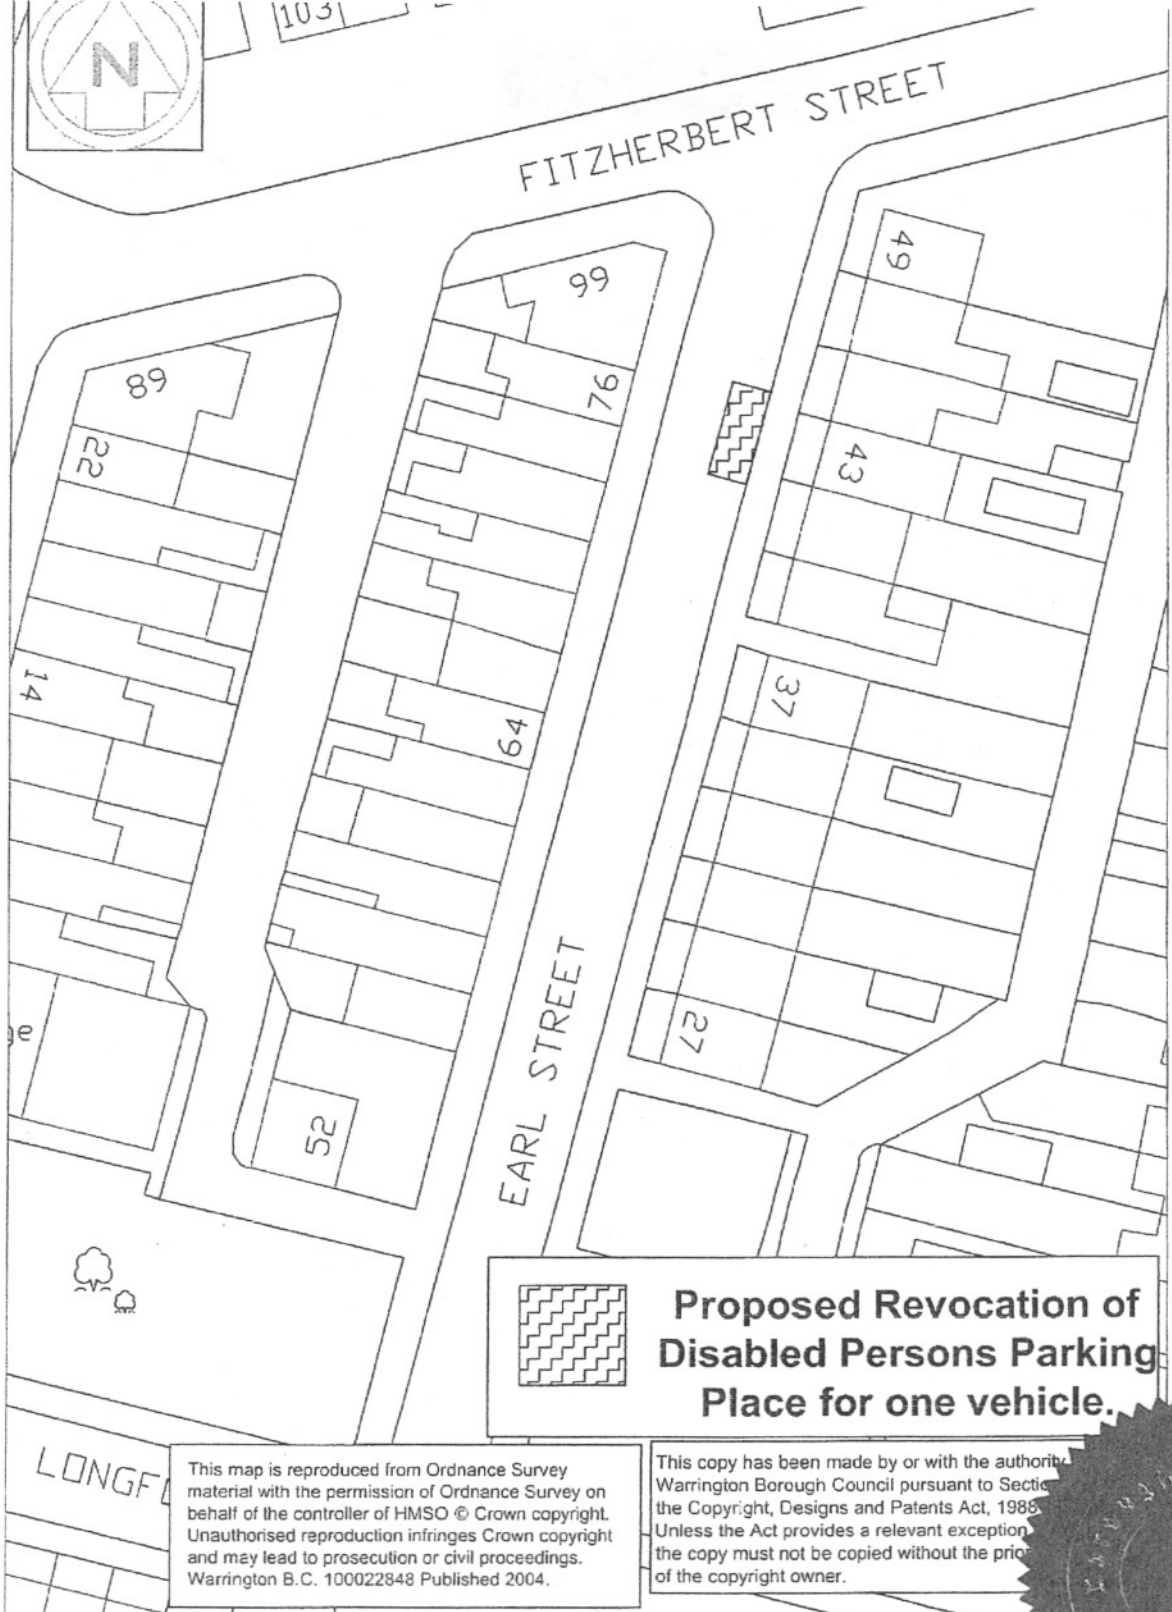 103
N
FITZHERBERT STREET
49
99
89
76
22
43
14
37
64
27
52
EARL STREET
Proposed Revocation of
Disabled Persons Parking
Place for one vehicle.
This map is reproduced from Ordnance Survey
material with the permission of Ordnance Survey on
behalf of the controller of HMSO © Crown copyright.
Unauthorised reproduction infringes Crown copyright
and may lead to prosecution or civil proceedings.
Warrington B.C. 100022848 Published 2004.
This copy has been made by or with the authority
Warrington Borough Council pursuant to
the Copyright, Designs and Patents Act, 1988
Unless the Act provides a relevant exception
the copy must not be copied without the
of the copyright owner.